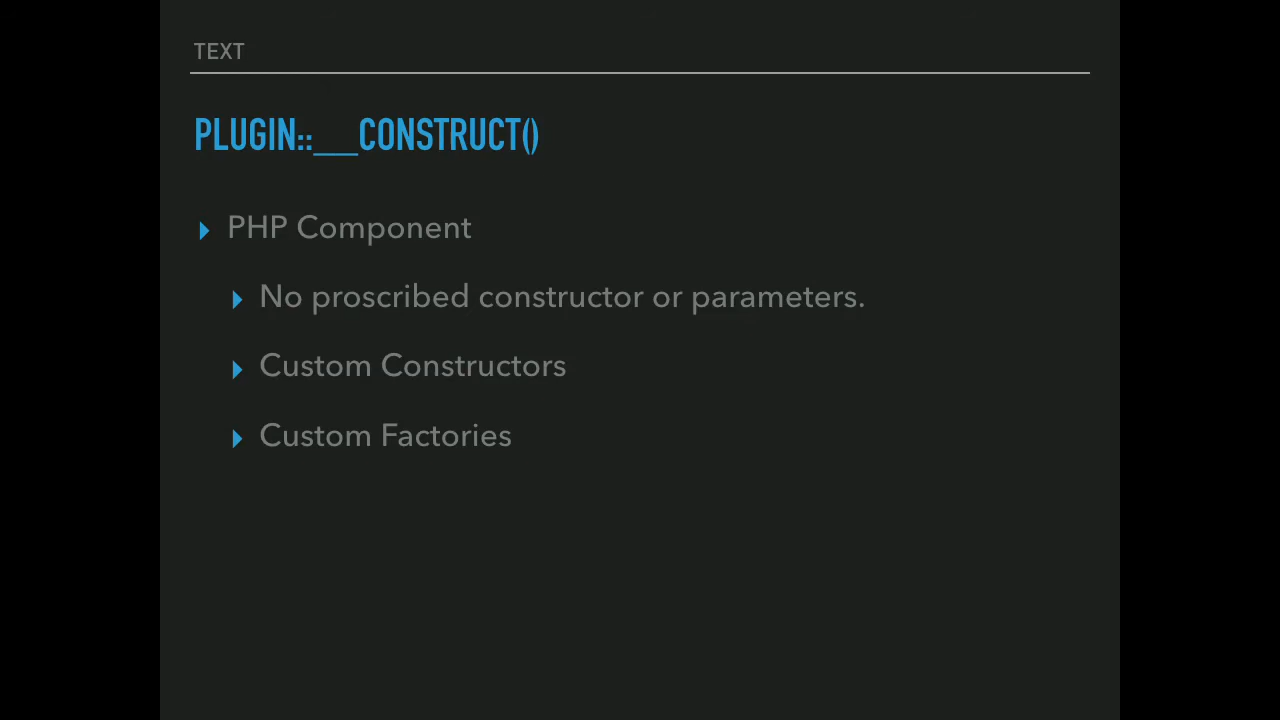 TEXT
PLUGIN::__CONSTRUCT()
PHP Component
No proscribed constructor or parameters.
Custom Constructors
Custom Factories